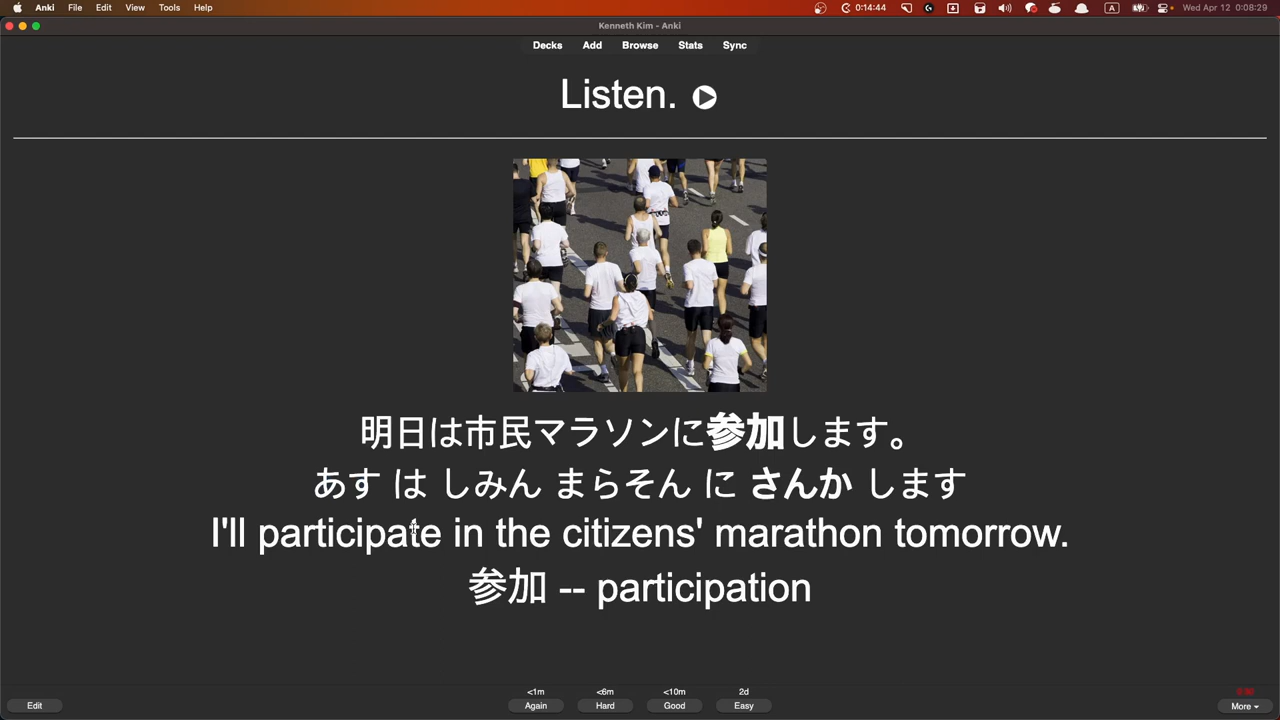 Anki File Edit View Tools Help 0:14:44 A Wed Apr 12 0:08:29
Kenneth Kim - Anki
Decks Add Browse Stats Sync
Listen.
明日は市民マラソンに参加します。
あす は しみん まらそん に さんか します
I'll participate in the citizens' marathon tomorrow.
参加 -- participation
<1m <6m <10m 2d
Edit Again Hard Good Easy More